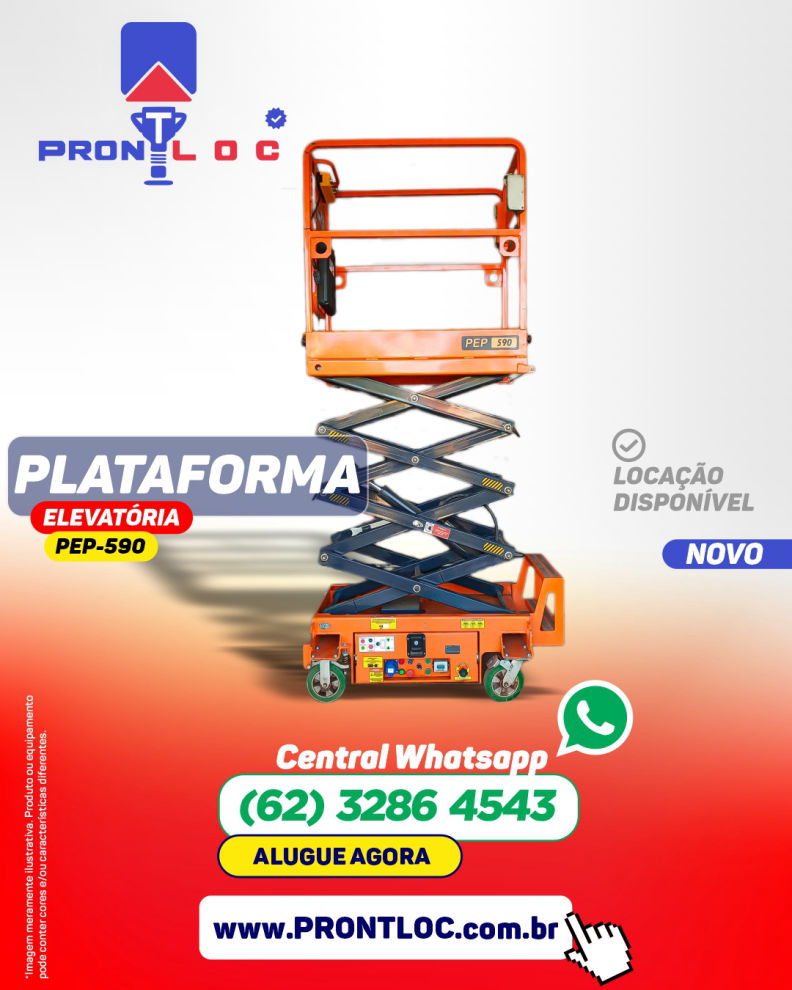 PRONTLOC
PEP 590
PLATAFORMA
ELEVATÓRIA
PEP-590
LOCAÇÃO
DISPONÍVEL
NOVO
Central Whatsapp
(62) 3286 4543
ALUGUE AGORA
www.PRONTLOC.com.br
*Imagem meramente ilustrativa. Produto ou equipamento
pode conter cores e/ou características diferentes.